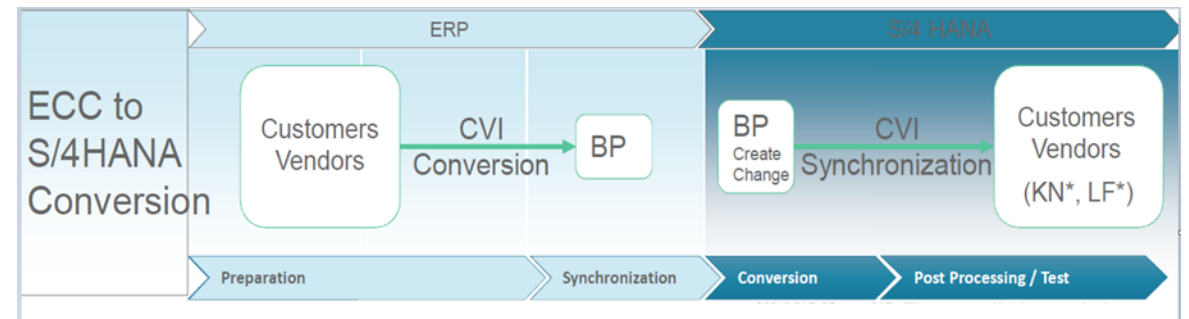 ERP
S/4 HANA
ECC to
S/4HANA
Conversion
Customers
Vendors
CVI
Conversion
BP
BP
Create
Change
CVI
Synchronization
Customers
Vendors
(KN*, LF*)
Preparation
Synchronization
Conversion
Post Processing / Test